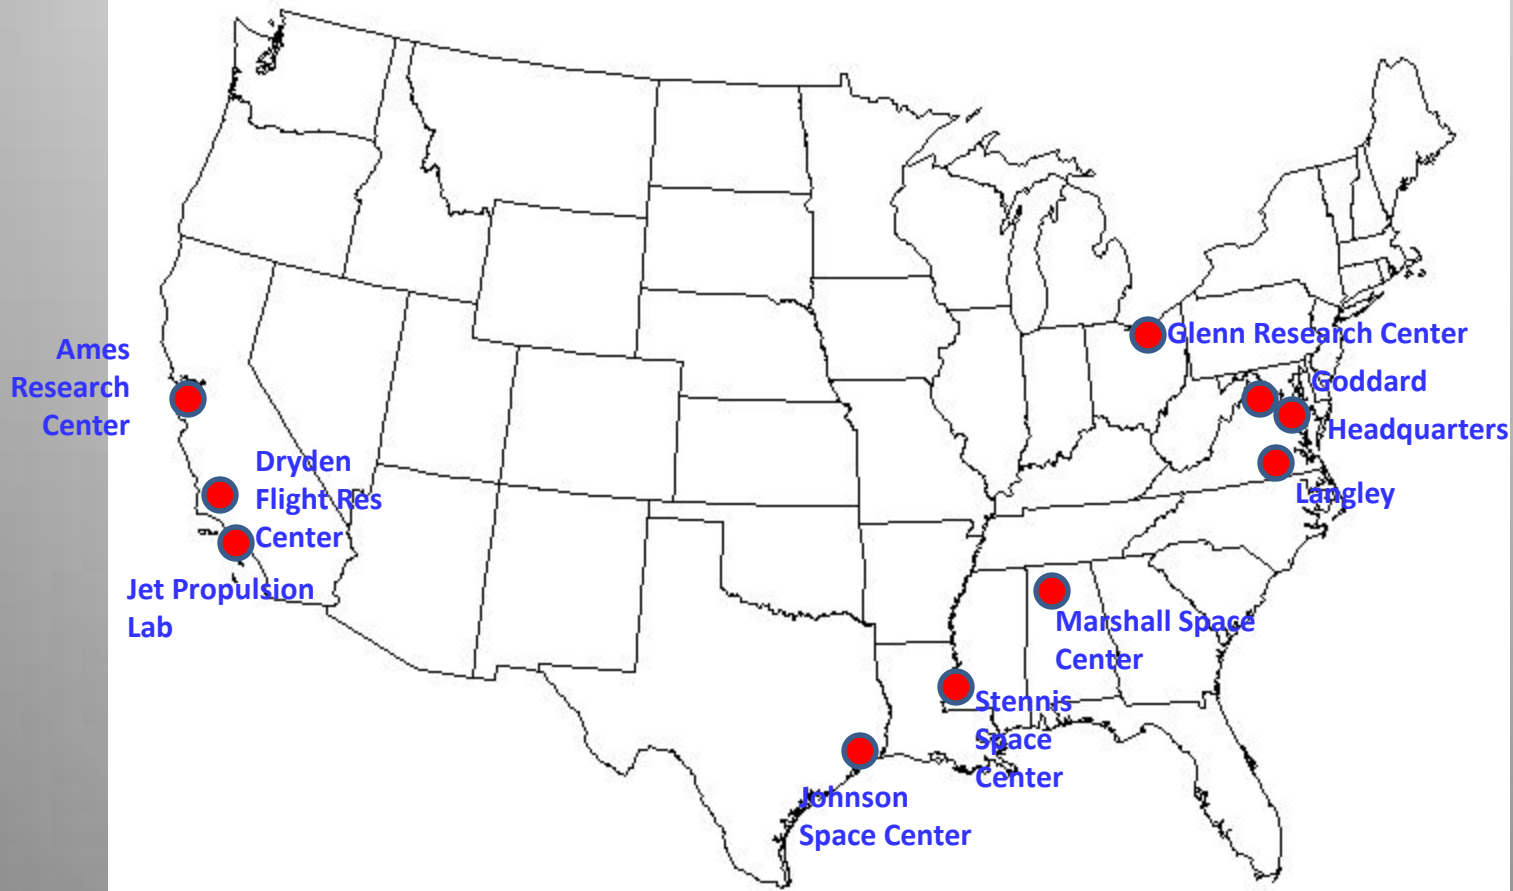 Ames
Research
Center
Dryden
Flight Res
Center
Jet Propulsion
Lab
Glenn Research Center
Goddard
Headquarters
Langley
Marshall Space
Center
Stennis
Space
Center
Johnson
Space Center